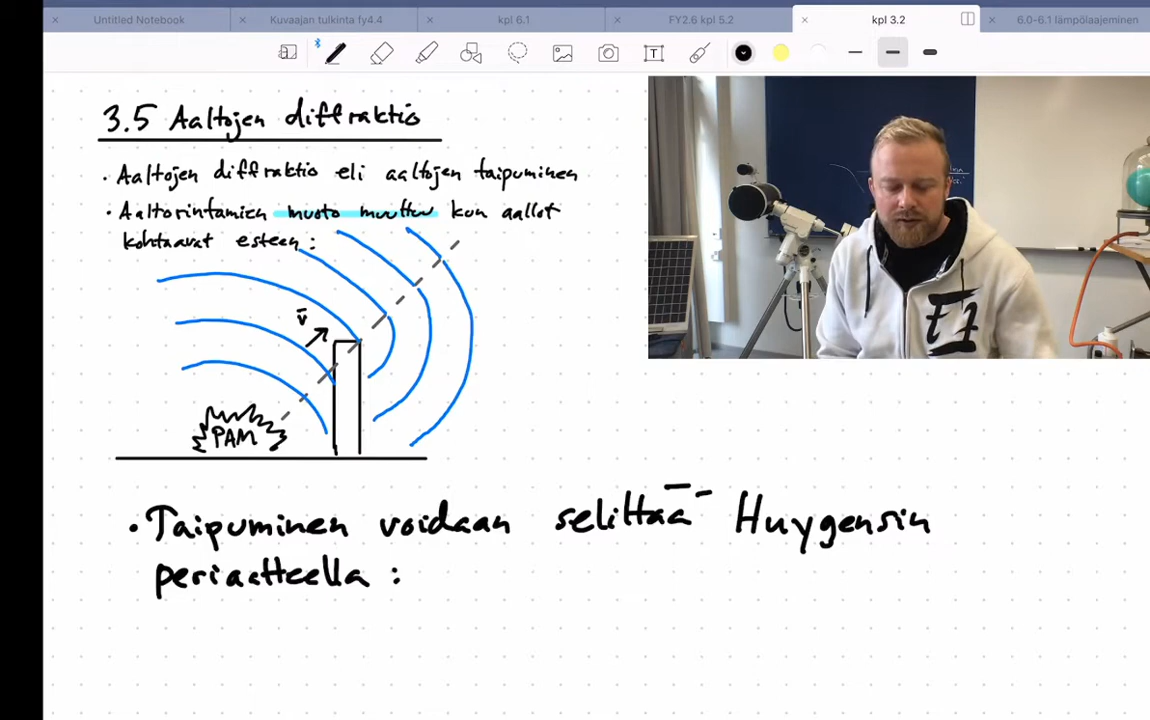 Untitled Notebook
Kuvaajan tulkinta fy4.4
kpl 6.1
FY2.6 kpl 5.2
kpl 3.2
6.0-6.1 lämpölaajeneminen
3.5 Aaltojen diffraktio
• Aaltojen diffraktio eli aaltojen taipuminen
• Aaltorintamien muoto muuttuu kun aallot
kohtaavat esteen:
v̄
PAM
• Taipuminen voidaan selittää Huygensin
periaatteella: